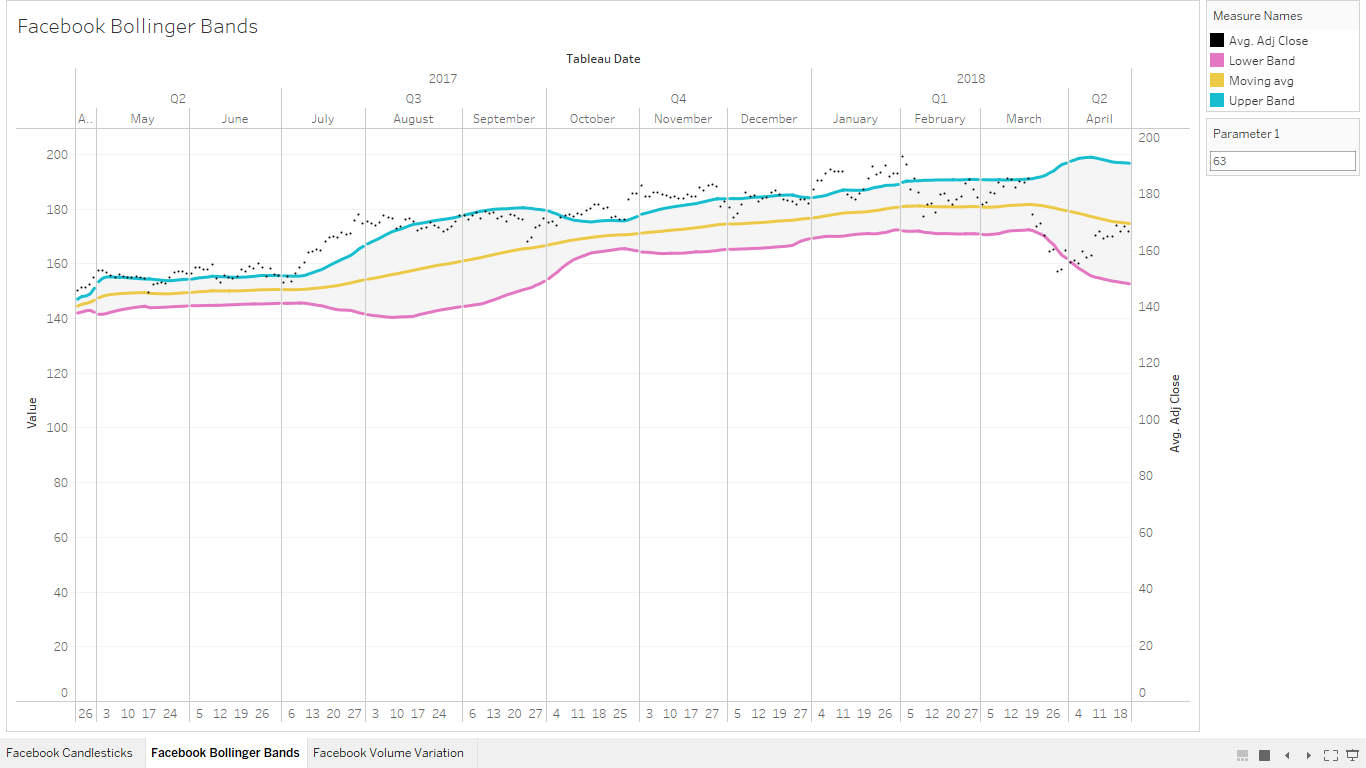 Facebook Bollinger Bands
Tableau Date
2017 2018
Q2 Q3 Q4 Q1 Q2
A.. May June July August September October November December January February March April
200
180
160
140
120
100
80
60
40
20
0
Value
200
180
160
140
120
100
80
60
40
20
0
Avg. Adj Close
26 3 10 17 24 5 12 19 26 6 13 20 27 3 10 17 24 6 13 20 27 4 11 18 25 3 10 17 27 5 12 19 27 4 11 19 26 5 12 20 27 5 12 19 26 4 11 18
Measure Names
Avg. Adj Close
Lower Band
Moving avg
Upper Band
Parameter 1
63
Facebook Candlesticks Facebook Bollinger Bands Facebook Volume Variation